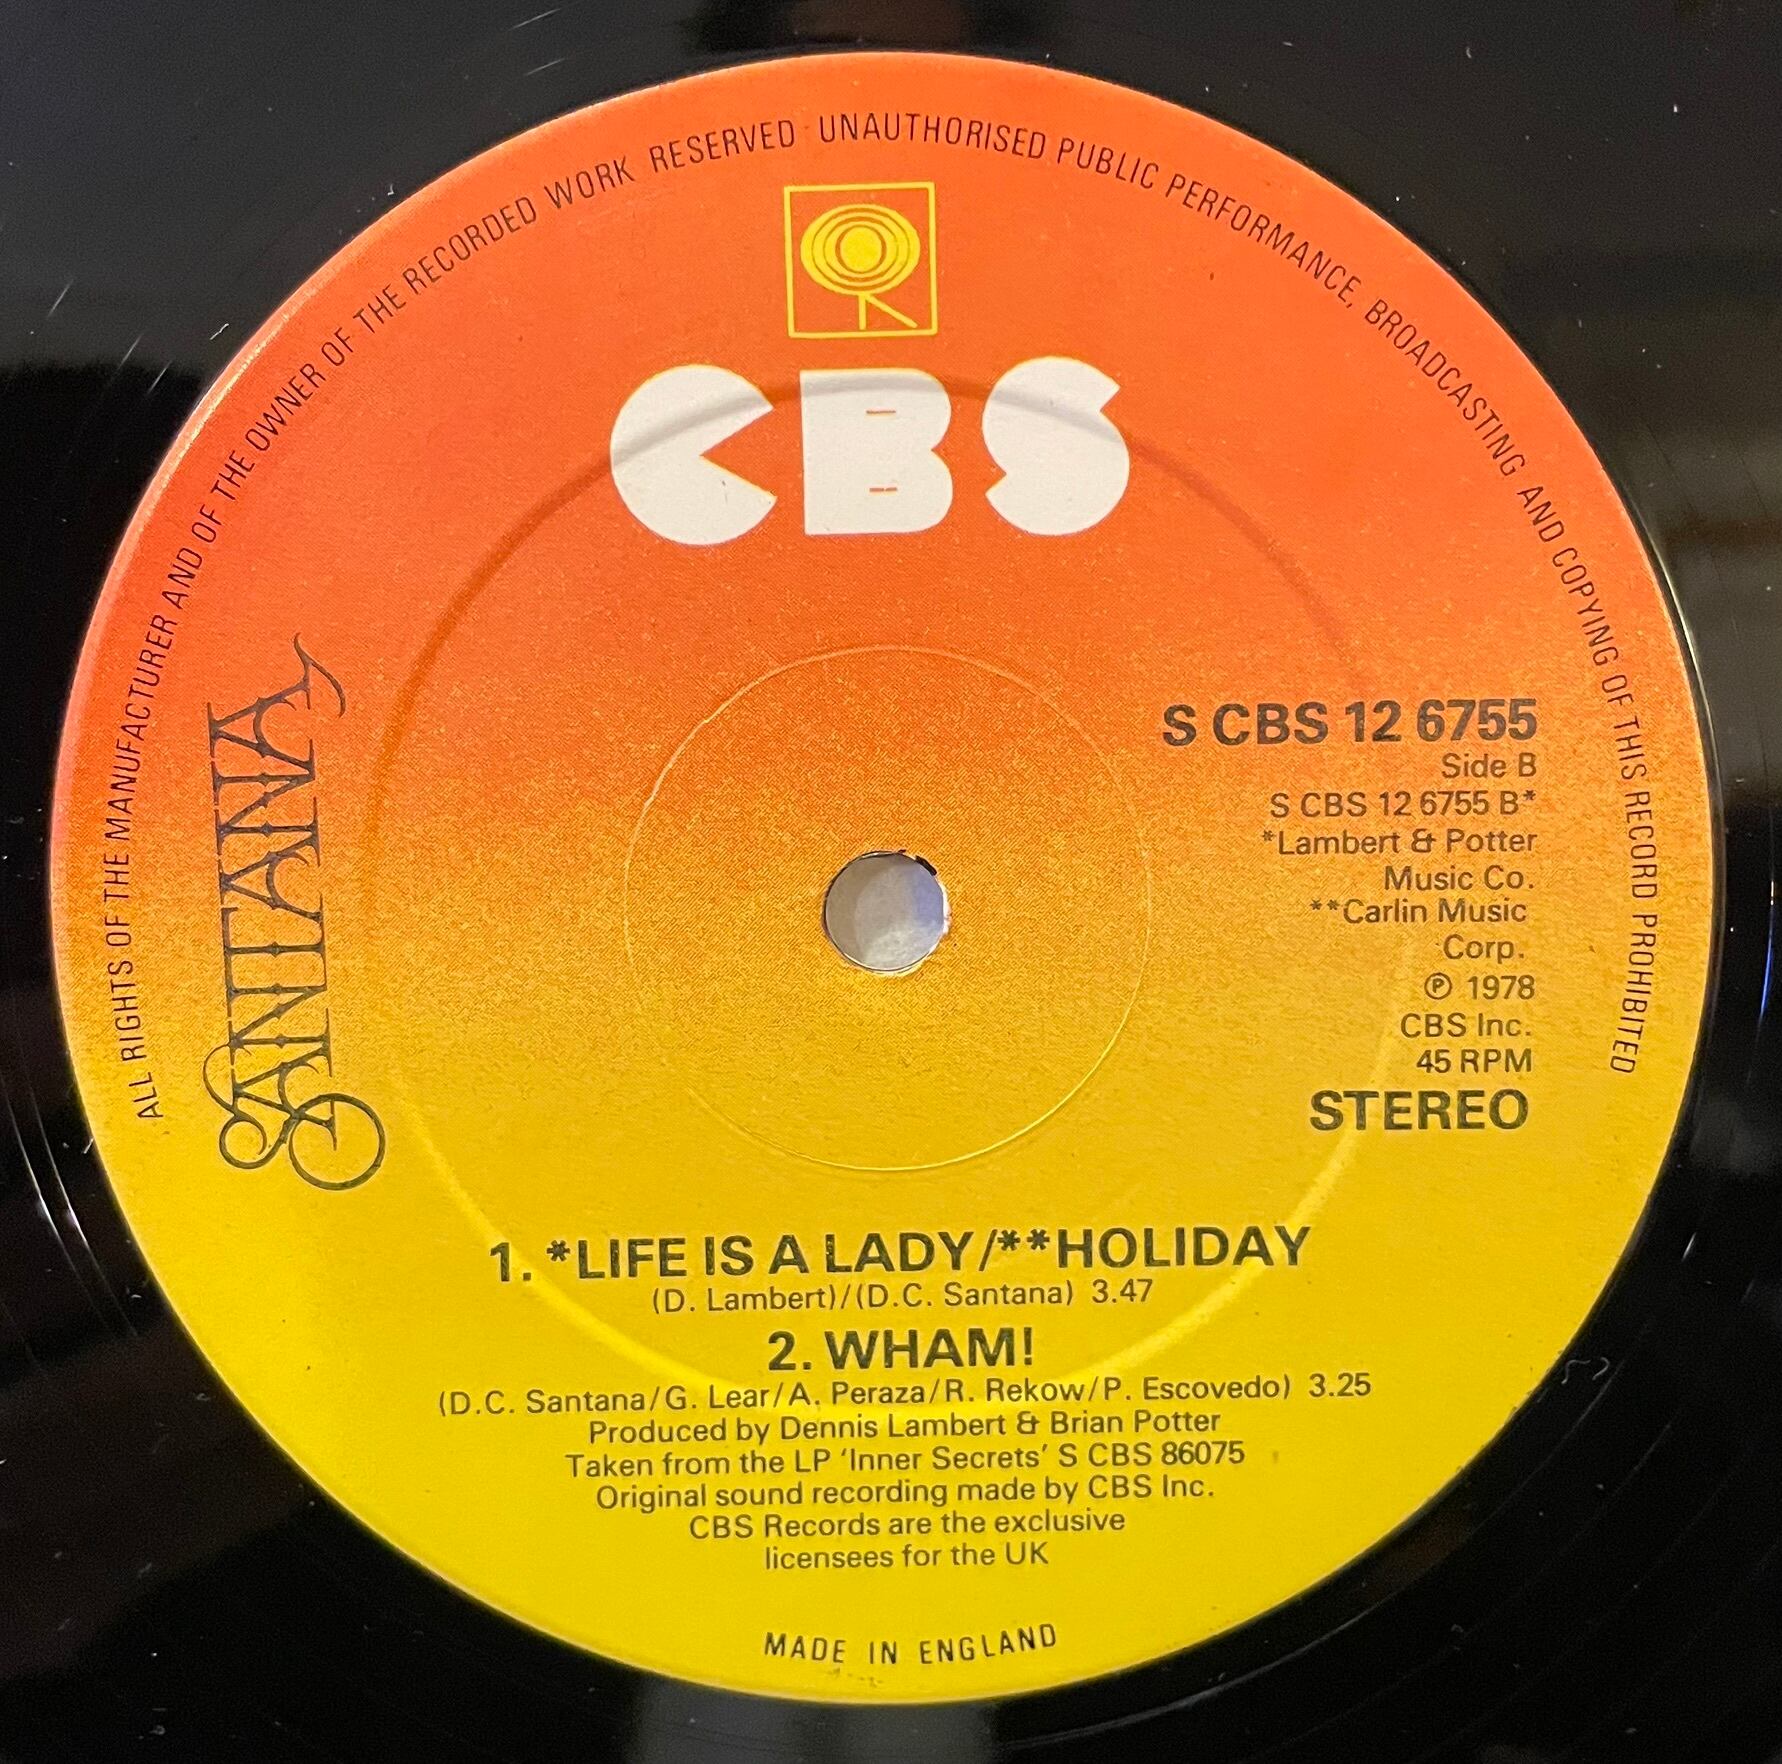 ALL RIGHTS OF THE MANUFACTURER AND OF THE OWNER OF THE RECORDED WORK RESERVED UNAUTHORISED PUBLIC PERFORMANCE, BROADCASTING AND COPYING OF THIS RECORD PROHIBITED
CBS
SANTANA
S CBS 12 6755
Side B
S CBS 12 6755 B*
*Lambert & Potter
Music Co.
**Carlin Music
Corp.
℗ 1978
CBS Inc.
45 RPM
STEREO
1. *LIFE IS A LADY/**HOLIDAY
(D. Lambert)/(D.C. Santana) 3.47
2. WHAM!
(D.C. Santana/G. Lear/A. Peraza/R. Rekow/P. Escovedo) 3.25
Produced by Dennis Lambert & Brian Potter
Taken from the LP ‘Inner Secrets’ S CBS 86075
Original sound recording made by CBS Inc.
CBS Records are the exclusive
licensees for the UK
MADE IN ENGLAND